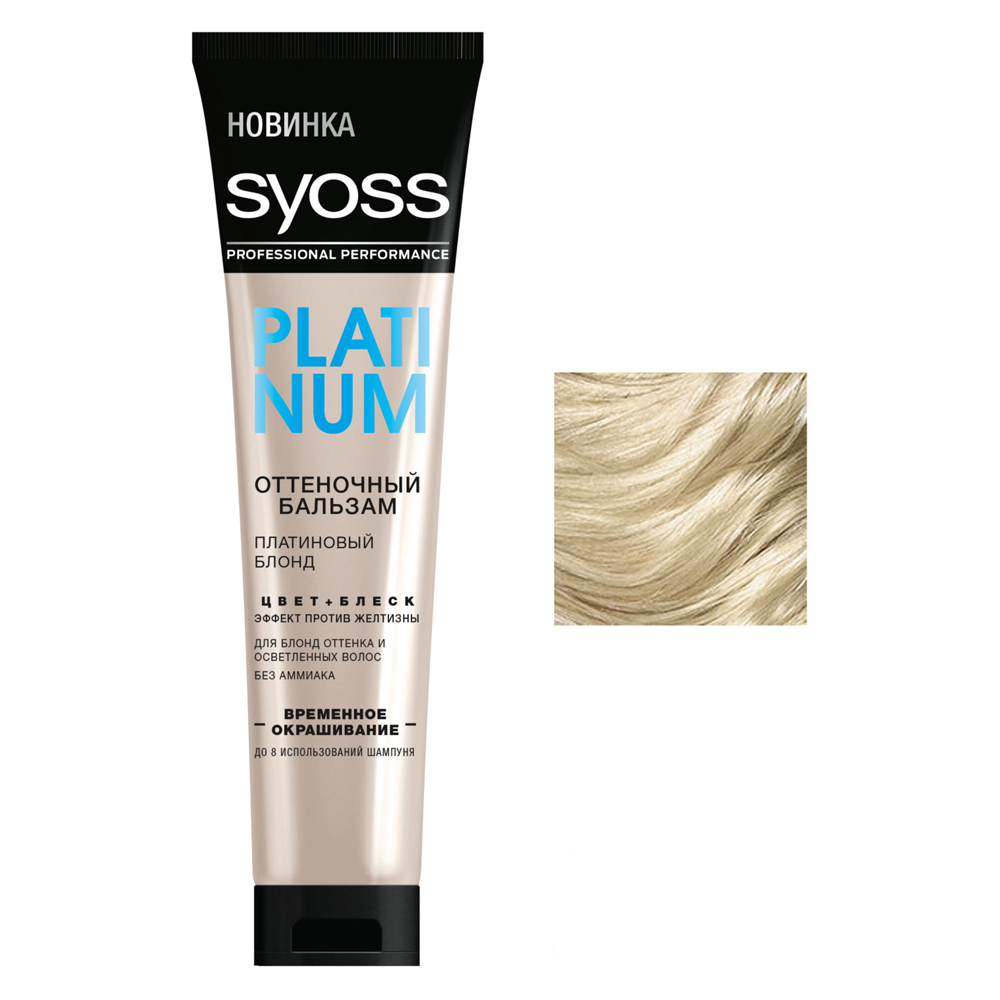 НОВИНКА
syoss
PROFESSIONAL PERFORMANCE
PLATI
NUM
ОТТЕНОЧНЫЙ
БАЛЬЗАМ
ПЛАТИНОВЫЙ
БЛОНД
ЦВЕТ+БЛЕСК
ЭФФЕКТ ПРОТИВ ЖЕЛТИЗНЫ
ДЛЯ БЛОНД ОТТЕНКА И
ОСВЕТЛЕННЫХ ВОЛОС
БЕЗ АММИАКА
ВРЕМЕННОЕ
– ОКРАШИВАНИЕ –
ДО 8 ИСПОЛЬЗОВАНИЙ ШАМПУНЯ